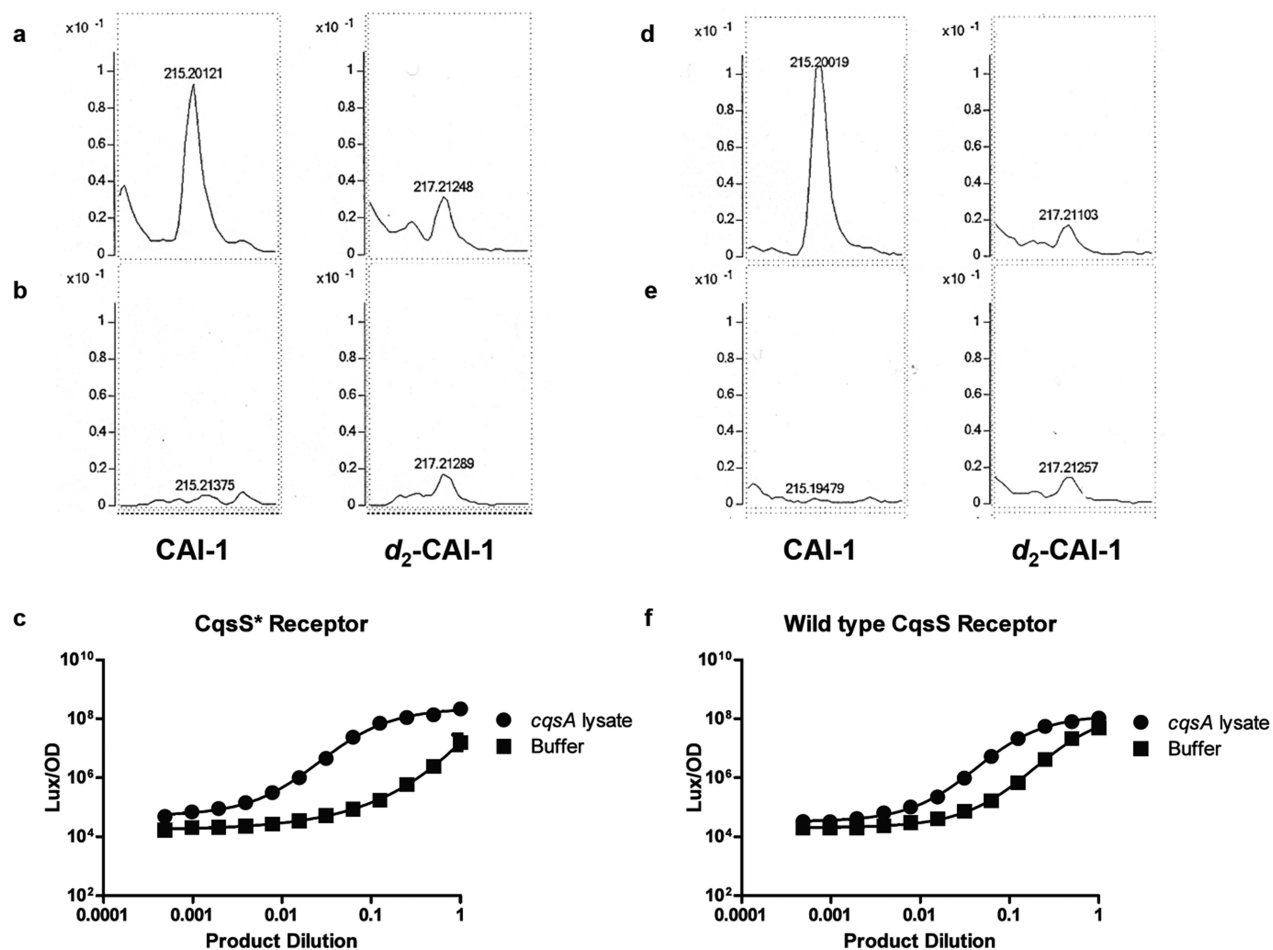 a
x10 -1
1
0.8
0.6
0.4
0.2
0
215.20121
x10 -1
1
0.8
0.6
0.4
0.2
0
217.21248
b
x10 -1
1
0.8
0.6
0.4
0.2
0
215.21375
x10 -1
1
0.8
0.6
0.4
0.2
0
217.21289
CAI-1
d2-CAI-1
d
x10 -1
1
0.8
0.6
0.4
0.2
0
215.20019
x10 -1
1
0.8
0.6
0.4
0.2
0
217.21103
e
x10 -1
1
0.8
0.6
0.4
0.2
0
215.19479
x10 -1
1
0.8
0.6
0.4
0.2
0
217.21257
CAI-1
d2-CAI-1
c
CqsS* Receptor
Lux/OD
10^10
10^8
10^6
10^4
10^2
0.0001 0.001 0.01 0.1 1
Product Dilution
cqsA lysate
Buffer
f
Wild type CqsS Receptor
Lux/OD
10^10
10^8
10^6
10^4
10^2
0.0001 0.001 0.01 0.1 1
Product Dilution
cqsA lysate
Buffer